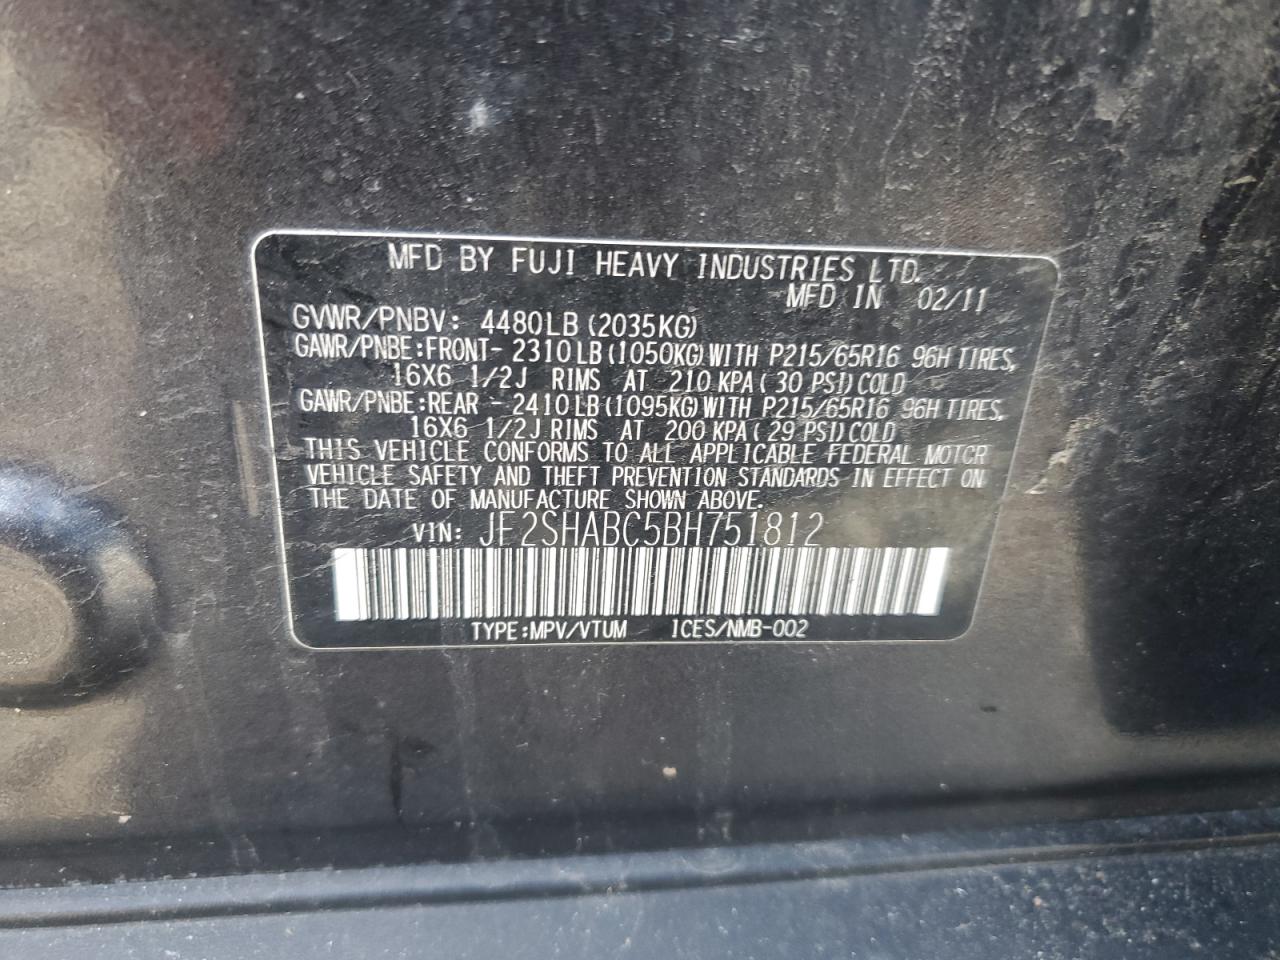 MFD BY FUJI HEAVY INDUSTRIES LTD.
MFD IN 02/11
GVWR/PNBV: 4480LB (2035KG)
GAWR/PNBE:FRONT- 2310LB (1050KG) WITH P215/65R16 96H TIRES,
16X6 1/2J RIMS AT 210 KPA ( 30 PSI) COLD
GAWR/PNBE:REAR - 2410LB (1095KG) WITH P215/65R16 96H TIRES,
16X6 1/2J RIMS AT 200 KPA ( 29 PSI) COLD
THIS VEHICLE CONFORMS TO ALL APPLICABLE FEDERAL MOTOR
VEHICLE SAFETY AND THEFT PREVENTION STANDARDS IN EFFECT ON
THE DATE OF MANUFACTURE SHOWN ABOVE.
VIN: JF2SHABC5BH751812
TYPE:MPV/VTUM ICES/NMB-002